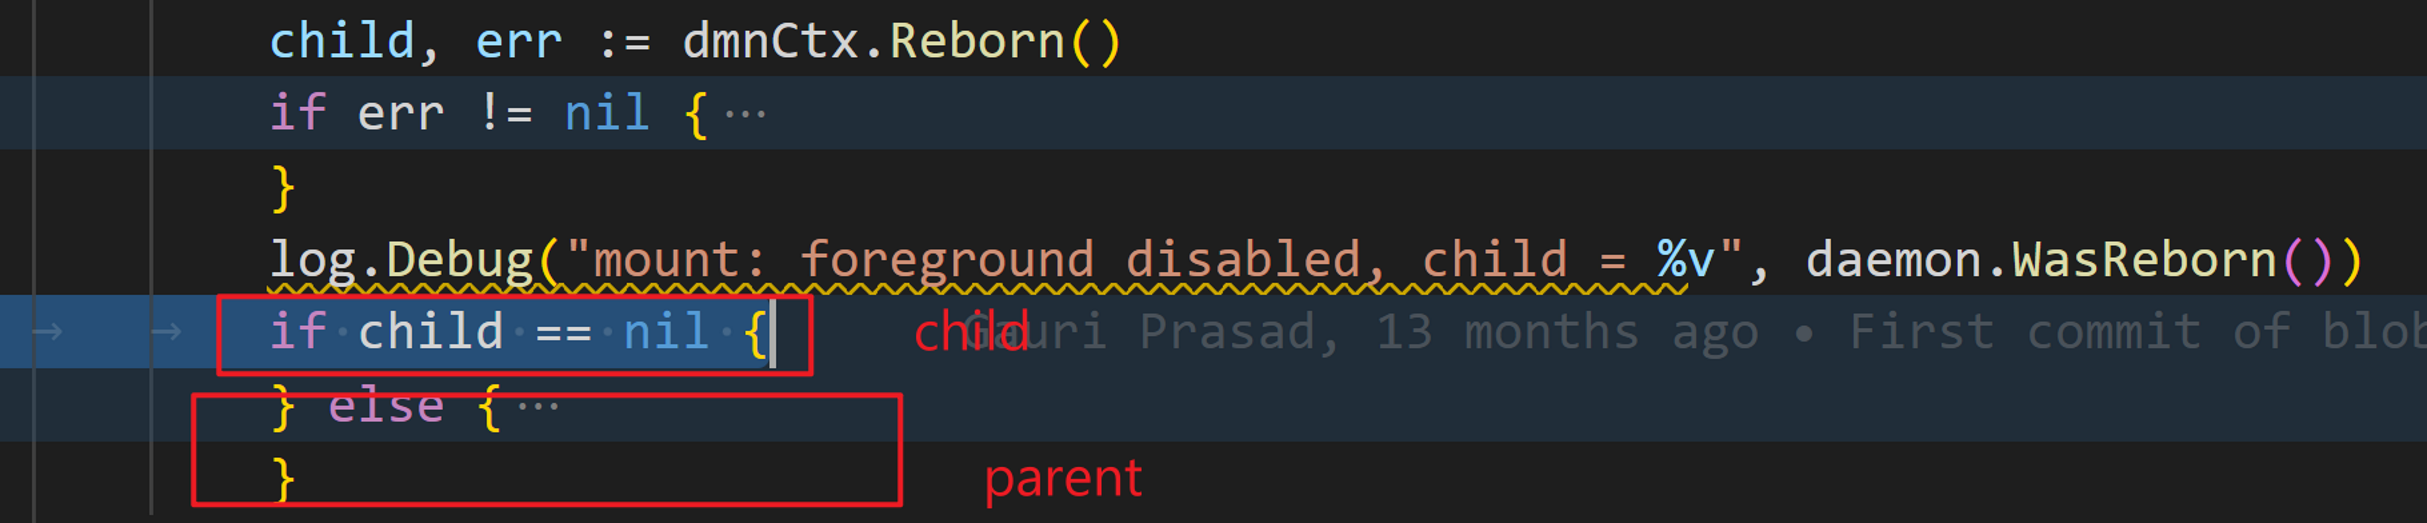 child, err := dmnCtx.Reborn()
if err != nil {···
}
log.Debug("mount: foreground disabled, child = %v", daemon.WasReborn())
→ → if·child·==·nil·{ child Gauri Prasad, 13 months ago • First commit of blob
} else {···
} parent